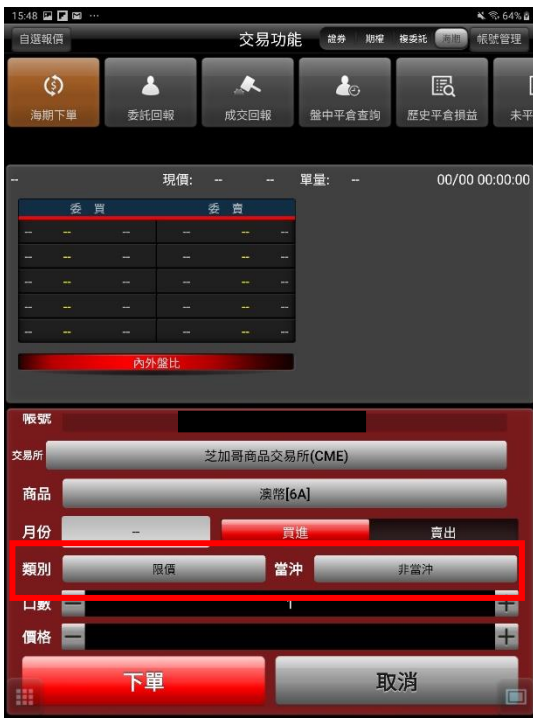 15:48 64%
自選報價 交易功能 證券 期權 複委託 海期 帳號管理
海期下單 委託回報 成交回報 盤中平倉查詢 歷史平倉損益 未平
-- 現價: -- -- 單量: -- 00/00 00:00:00
委買 委賣
-- -- -- -- -- --
-- -- -- -- -- --
-- -- -- -- -- --
-- -- -- -- -- --
-- -- -- -- -- --
內外盤比
帳號
交易所 芝加哥商品交易所(CME)
商品 澳幣[6A]
月份 -- 買進 賣出
類別 限價 當沖 非當沖
口數 1
價格
下單 取消